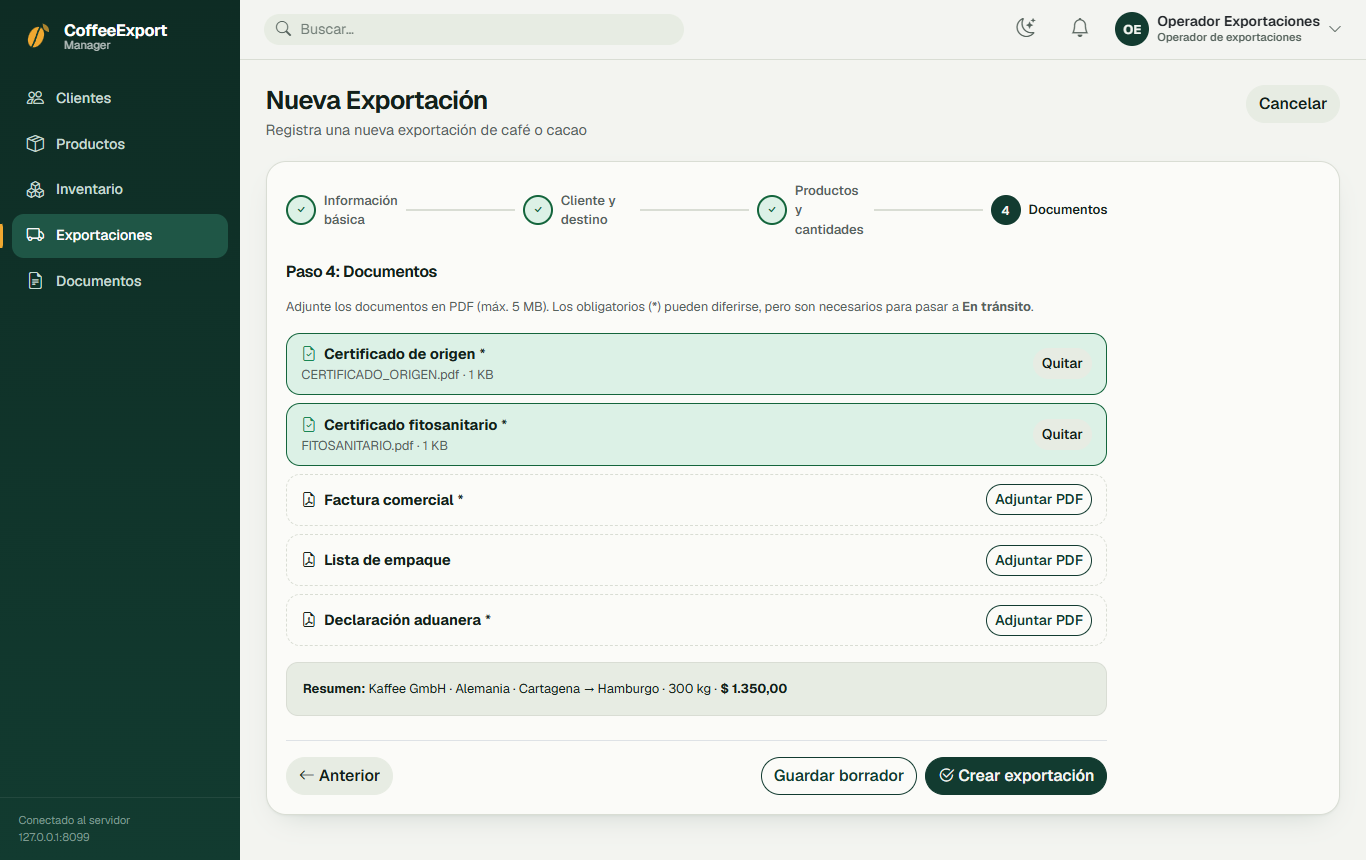 CoffeeExport
Manager
Clientes
Productos
Inventario
Exportaciones
Documentos
Conectado al servidor
127.0.0.1:8099
Buscar...
OE
Operador Exportaciones
Operador de exportaciones
Nueva Exportación
Registra una nueva exportación de café o cacao
Cancelar
Información
básica
Cliente y
destino
Productos
y
cantidades
4
Documentos
Paso 4: Documentos
Adjunte los documentos en PDF (máx. 5 MB). Los obligatorios (*) pueden diferirse, pero son necesarios para pasar a En tránsito.
Certificado de origen *
CERTIFICADO_ORIGEN.pdf · 1 KB
Quitar
Certificado fitosanitario *
FITOSANITARIO.pdf · 1 KB
Quitar
Factura comercial *
Adjuntar PDF
Lista de empaque
Adjuntar PDF
Declaración aduanera *
Adjuntar PDF
Resumen: Kaffee GmbH · Alemania · Cartagena → Hamburgo · 300 kg · $ 1.350,00
← Anterior
Guardar borrador
Crear exportación